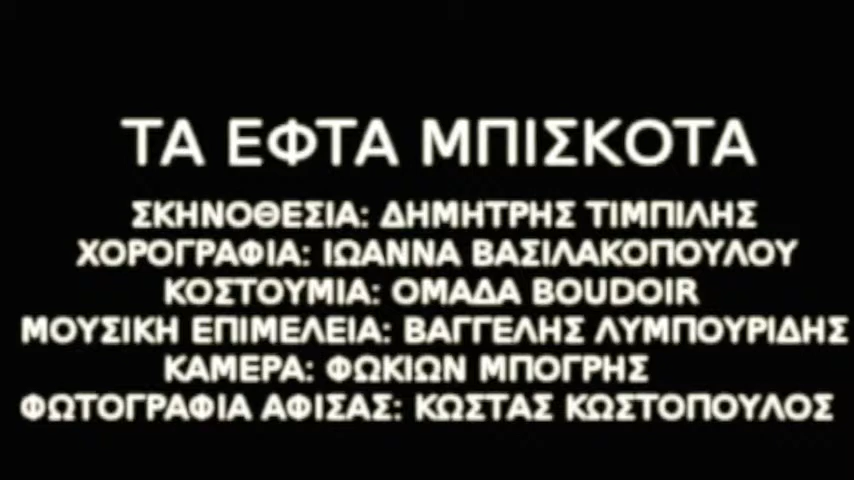 ΤΑ ΕΦΤΑ ΜΠΙΣΚΟΤΑ
ΣΚΗΝΟΘΕΣΙΑ: ΔΗΜΗΤΡΗΣ ΤΙΜΠΙΛΗΣ
ΧΟΡΟΓΡΑΦΙΑ: ΙΩΑΝΝΑ ΒΑΣΙΛΑΚΟΠΟΥΛΟΥ
ΚΟΣΤΟΥΜΙΑ: ΟΜΑΔΑ BOUDOIR
ΜΟΥΣΙΚΗ ΕΠΙΜΕΛΕΙΑ: ΒΑΓΓΕΛΗΣ ΛΥΜΠΟΥΡΙΔΗΣ
ΚΑΜΕΡΑ: ΦΩΚΙΩΝ ΜΠΟΓΡΗΣ
ΦΩΤΟΓΡΑΦΙΑ ΑΦΙΣΑΣ: ΚΩΣΤΑΣ ΚΩΣΤΟΠΟΥΛΟΣ